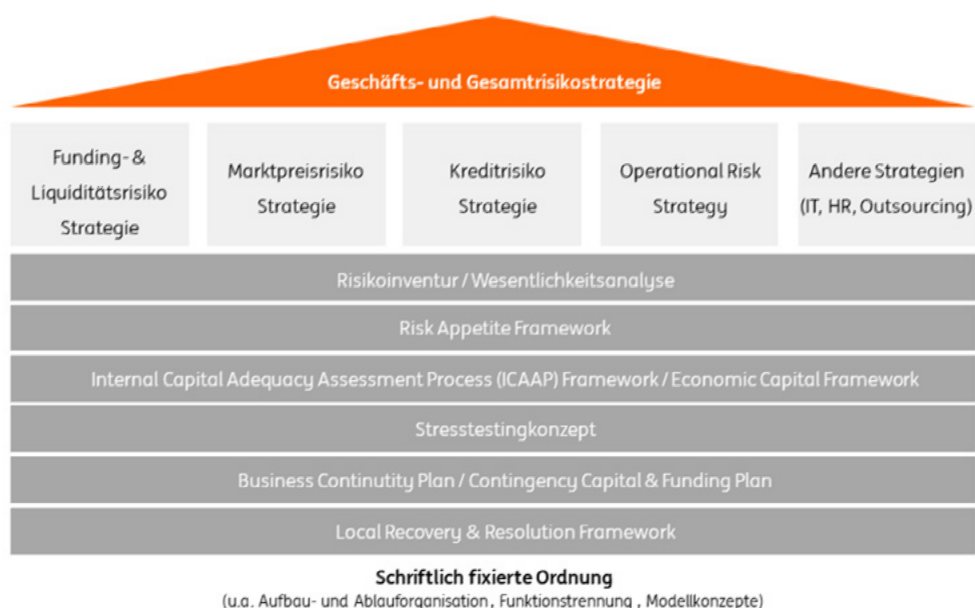 Geschäfts- und Gesamtrisikostrategie
Funding- &
Liquiditätsrisiko
Strategie
Marktpreisrisiko
Strategie
Kreditrisiko
Strategie
Operational Risk
Strategy
Andere Strategien
(IT, HR, Outsourcing)
Risikoinventur / Wesentlichkeitsanalyse
Risk Appetite Framework
Internal Capital Adequacy Assessment Process (ICAAP) Framework / Economic Capital Framework
Stresstestingkonzept
Business Continutity Plan / Contingency Capital & Funding Plan
Local Recovery & Resolution Framework
Schriftlich fixierte Ordnung
(u.a. Aufbau- und Ablauforganisation , Funktionstrennung , Modellkonzepte)